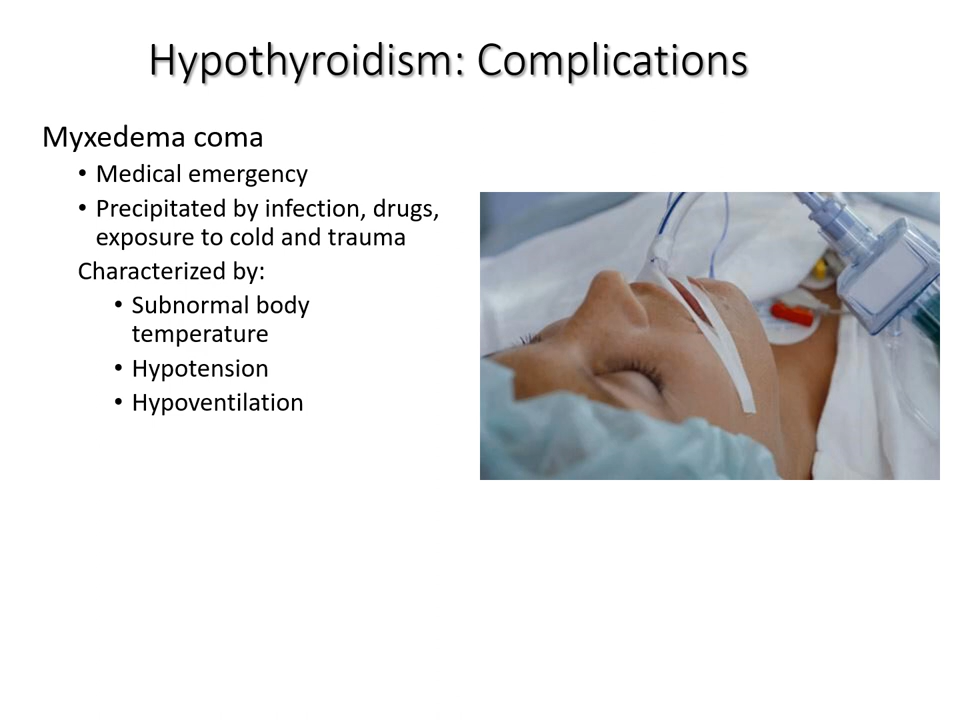 Hypothyroidism: Complications
Myxedema coma
• Medical emergency
• Precipitated by infection, drugs,
exposure to cold and trauma
Characterized by:
• Subnormal body
temperature
• Hypotension
• Hypoventilation